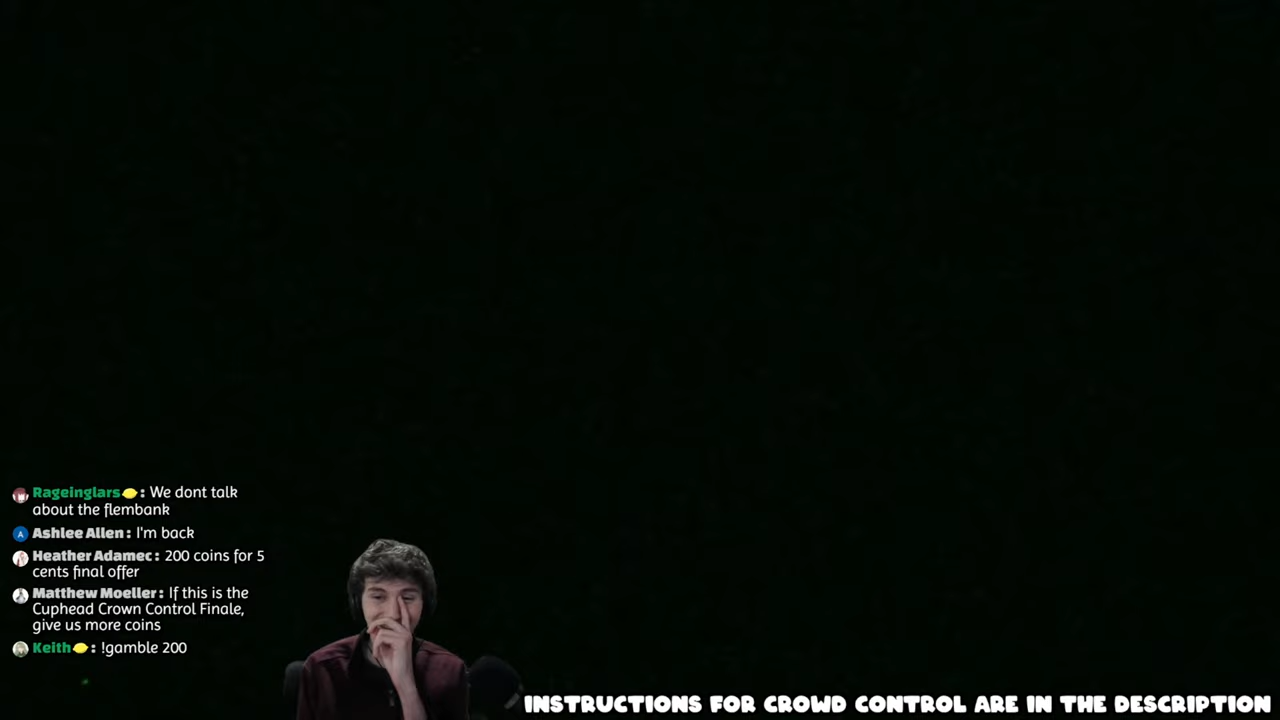 Rageinglars🍋: We dont talk
about the flembank
Ashlee Allen: I'm back
Heather Adamec: 200 coins for 5
cents final offer
Matthew Moeller: If this is the
Cuphead Crown Control Finale,
give us more coins
Keith🍋: !gamble 200
INSTRUCTIONS FOR CROWD CONTROL ARE IN THE DESCRIPTION